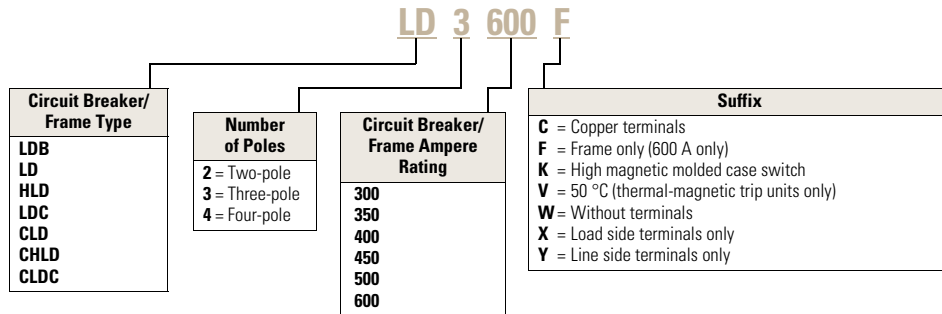 LD 3 600 F
Circuit Breaker/
Frame Type
LDB
LD
HLD
LDC
CLD
CHLD
CLDC
Number
of Poles
2 = Two-pole
3 = Three-pole
4 = Four-pole
Circuit Breaker/
Frame Ampere
Rating
300
350
400
450
500
600
Suffix
C = Copper terminals
F = Frame only (600 A only)
K = High magnetic molded case switch
V = 50 °C (thermal-magnetic trip units only)
W = Without terminals
X = Load side terminals only
Y = Line side terminals only